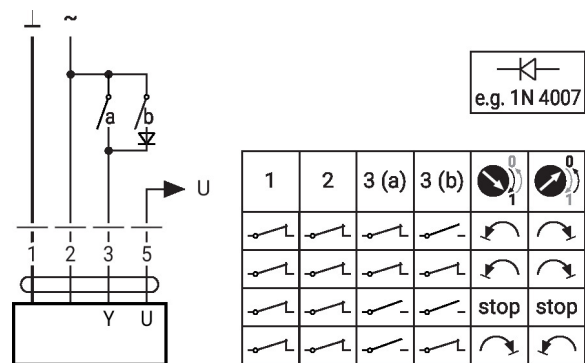 ⊥ ~
e.g. 1N 4007
a b
U
1 2 3 5
Y U
1 2 3 (a) 3 (b) 0 1 0 1
stop stop